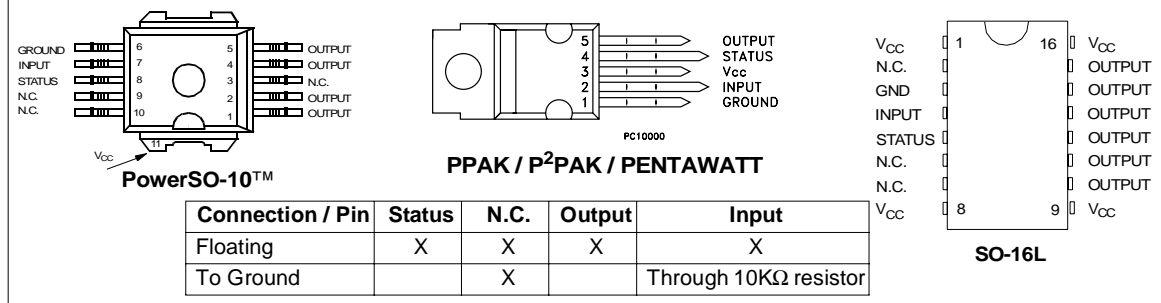 GROUND 6 5 OUTPUT
INPUT 7 4 OUTPUT
STATUS 8 3 N.C.
N.C. 9 2 OUTPUT
N.C. 10 1 OUTPUT
11
VCC
PowerSO-10™
5 OUTPUT
4 STATUS
3 Vcc
2 INPUT
1 GROUND
PC10000
PPAK / P²PAK / PENTAWATT
VCC 1 16 VCC
N.C. OUTPUT
GND OUTPUT
INPUT OUTPUT
STATUS OUTPUT
N.C. OUTPUT
N.C. OUTPUT
VCC 8 9 VCC
SO-16L
Connection / Pin Status N.C. Output Input
Floating X X X X
To Ground X Through 10KΩ resistor